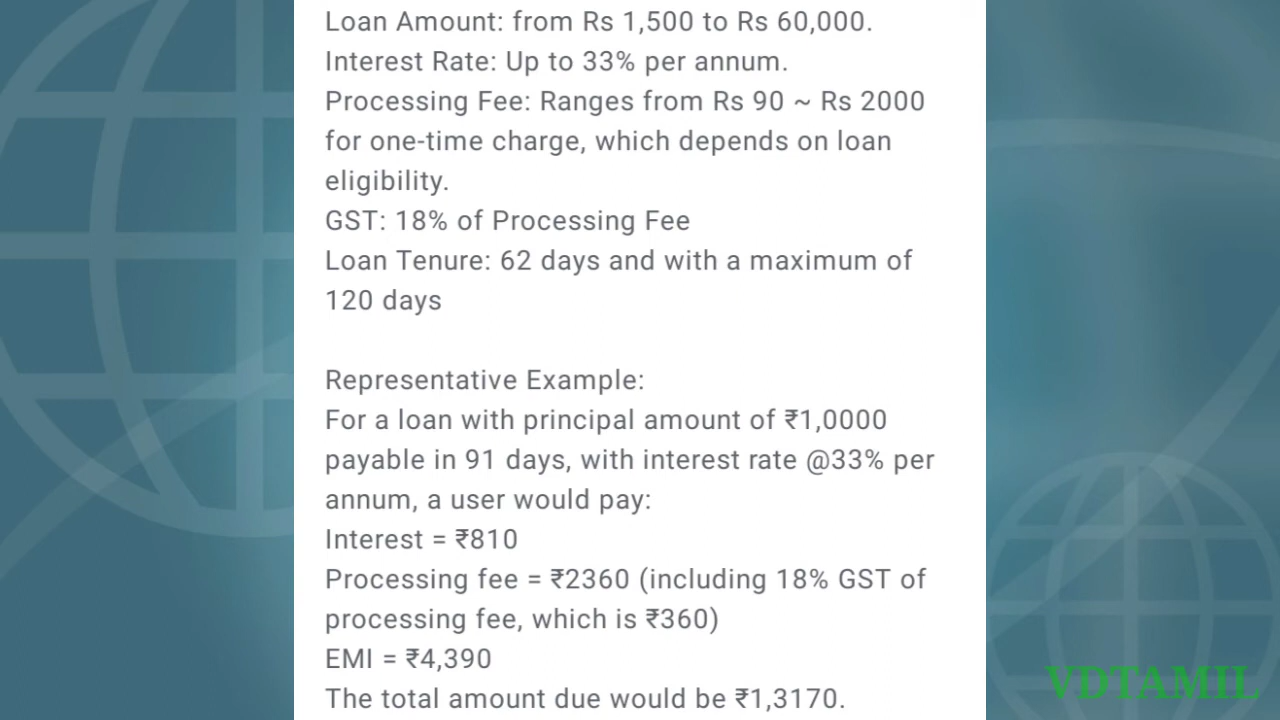 Loan Amount: from Rs 1,500 to Rs 60,000.
Interest Rate: Up to 33% per annum.
Processing Fee: Ranges from Rs 90 ~ Rs 2000
for one-time charge, which depends on loan
eligibility.
GST: 18% of Processing Fee
Loan Tenure: 62 days and with a maximum of
120 days
Representative Example:
For a loan with principal amount of ₹1,0000
payable in 91 days, with interest rate @33% per
annum, a user would pay:
Interest = ₹810
Processing fee = ₹2360 (including 18% GST of
processing fee, which is ₹360)
EMI = ₹4,390
The total amount due would be ₹1,3170.
VDTAMIL